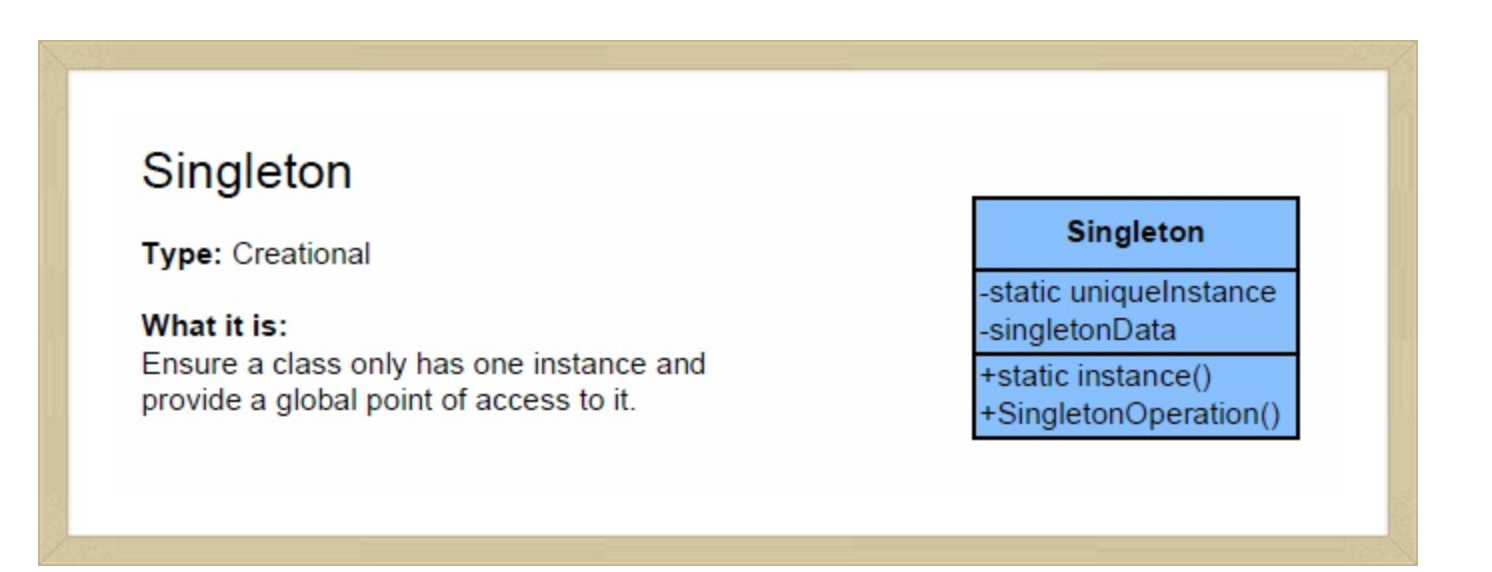 Singleton
Type: Creational
What it is:
Ensure a class only has one instance and
provide a global point of access to it.
Singleton
-static uniqueInstance
-singletonData
+static instance()
+SingletonOperation()